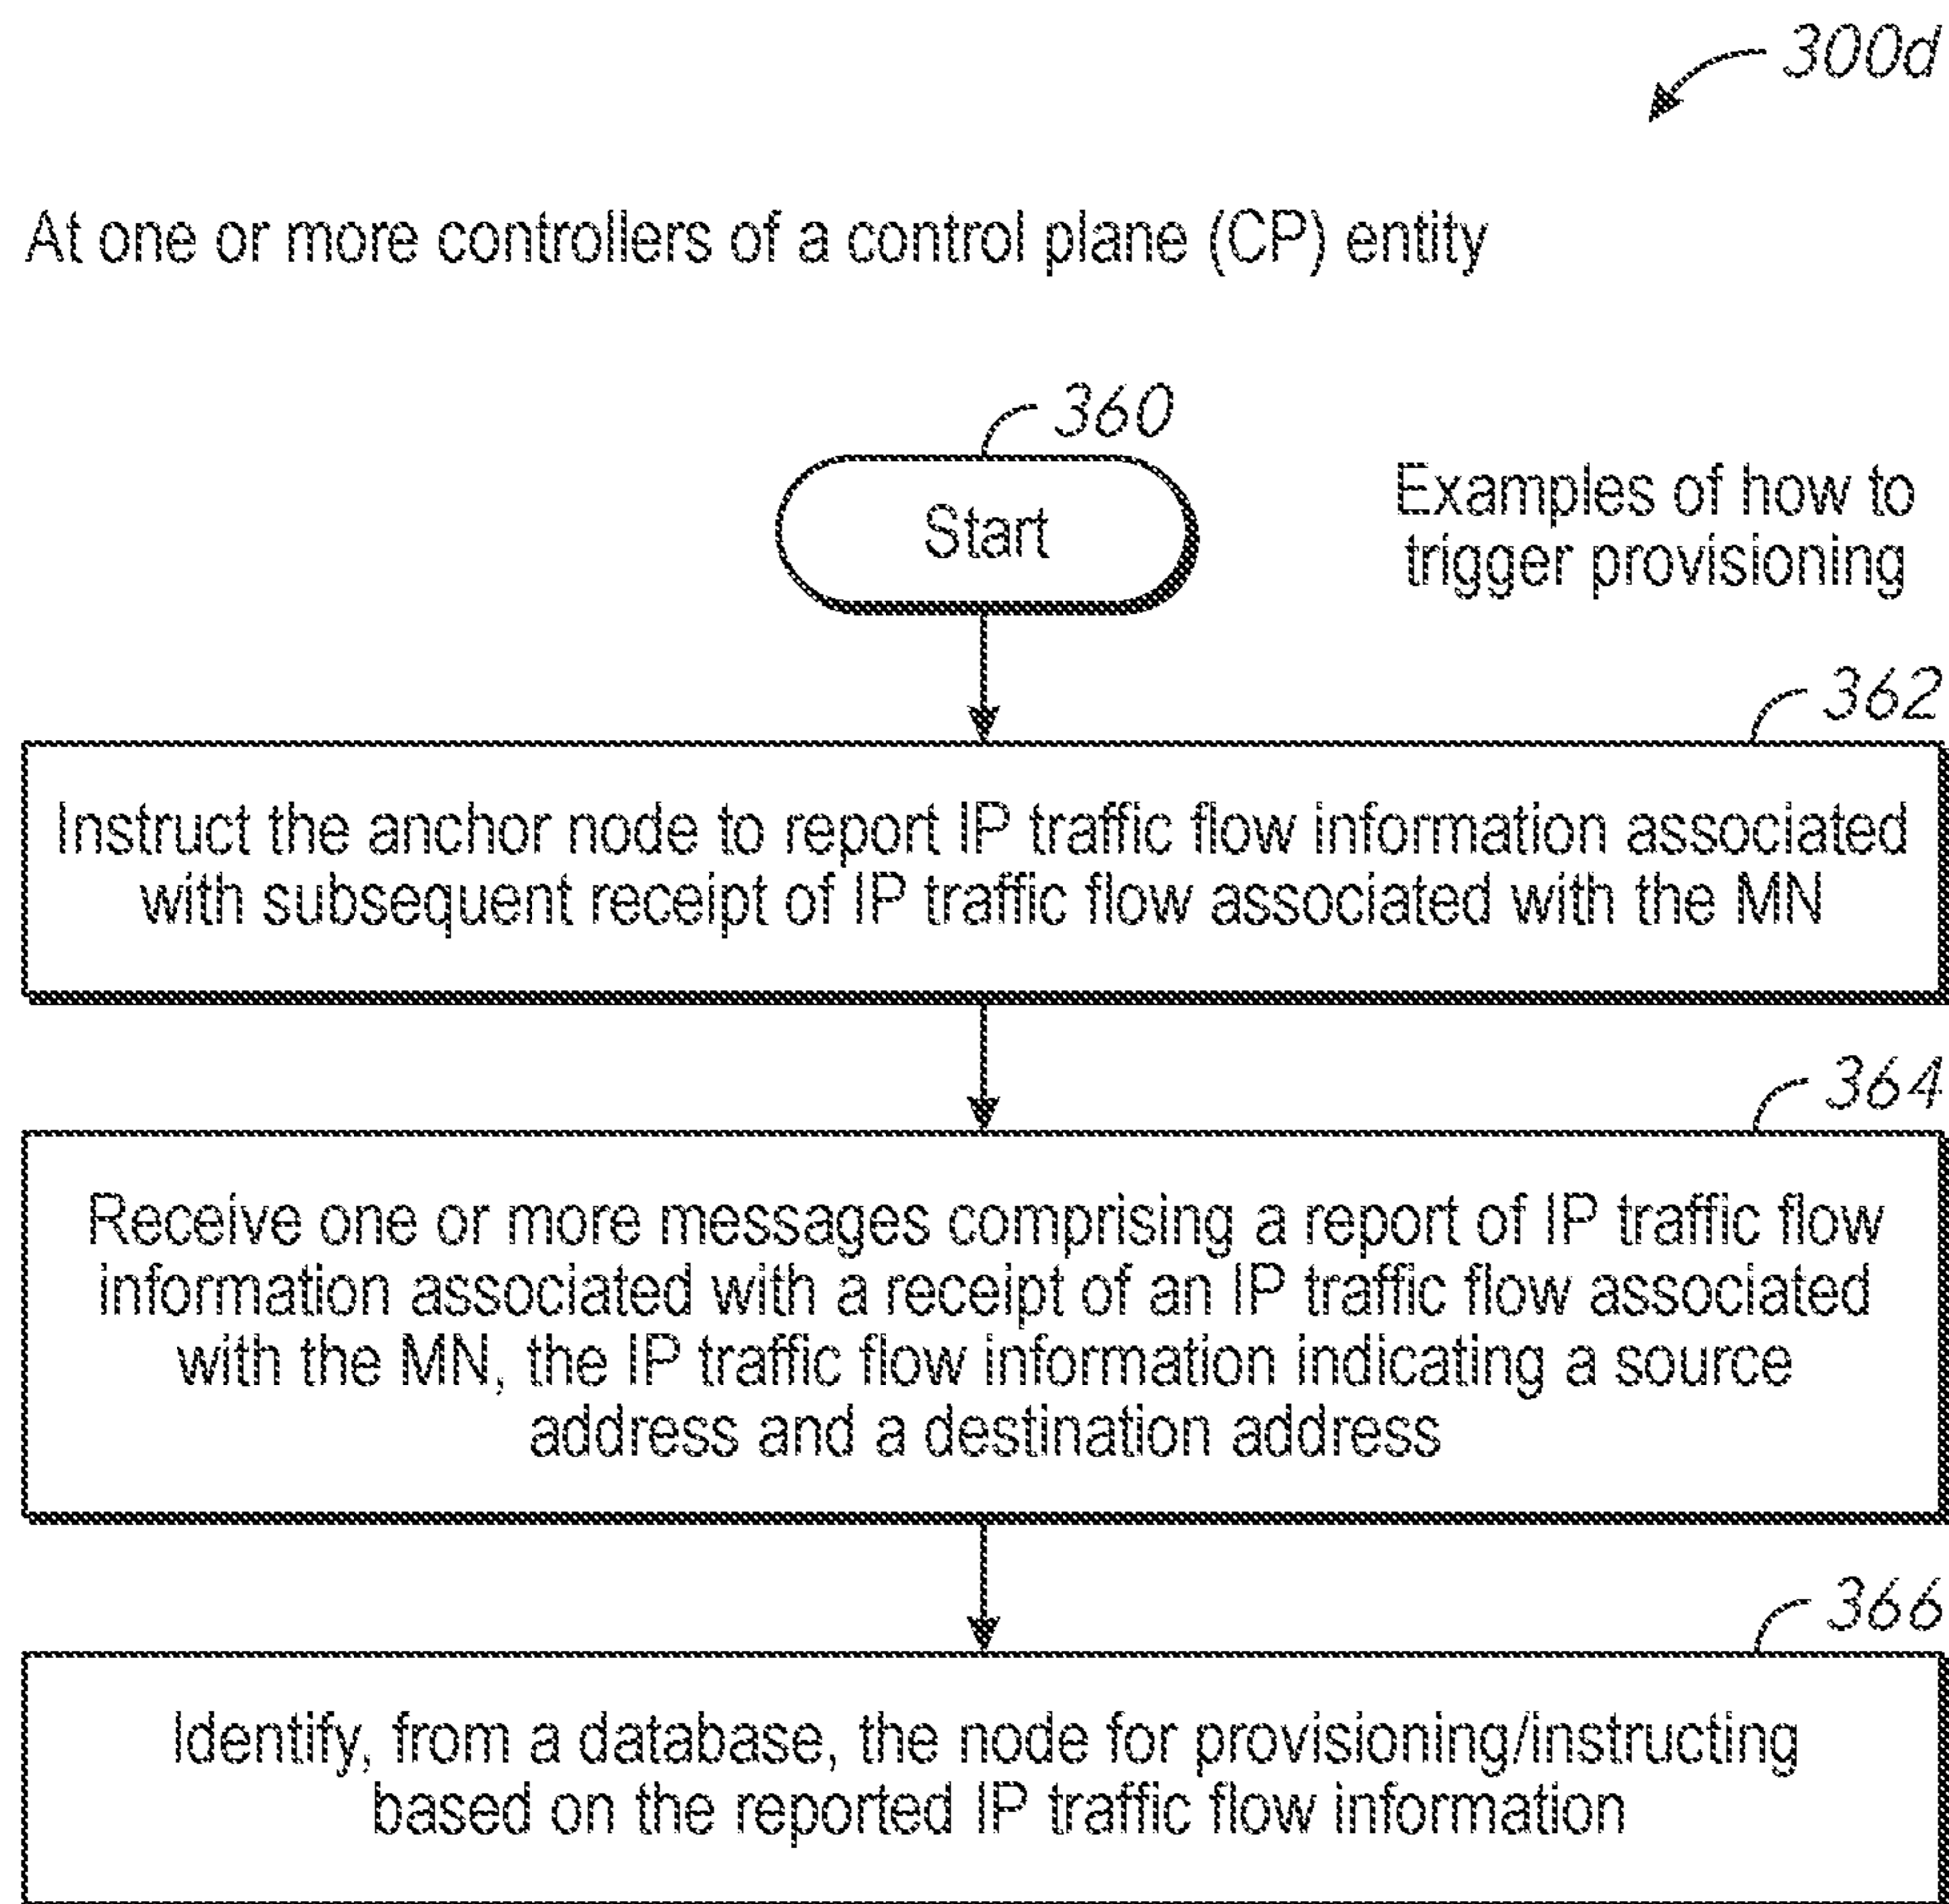 300d
At one or more controllers of a control plane (CP) entity
360
Start
Examples of how to
trigger provisioning
362
Instruct the anchor node to report IP traffic flow information associated
with subsequent receipt of IP traffic flow associated with the MN
364
Receive one or more messages comprising a report of IP traffic flow
information associated with a receipt of an IP traffic flow associated
with the MN, the IP traffic flow information indicating a source
address and a destination address
366
Identify, from a database, the node for provisioning/instructing
based on the reported IP traffic flow information